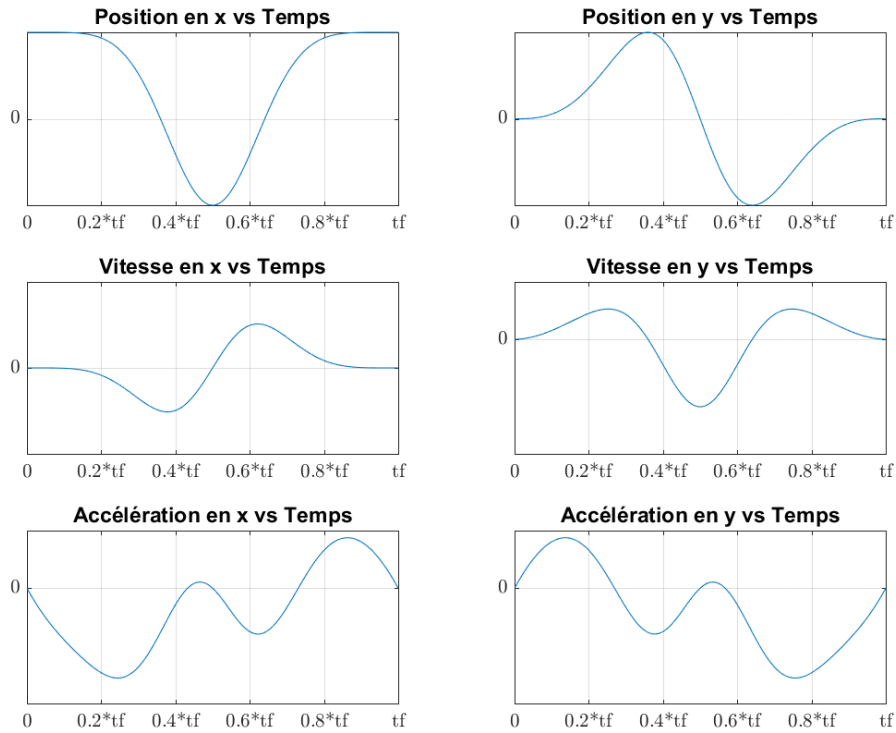 Position en x vs Temps
0
0 0.2*tf 0.4*tf 0.6*tf 0.8*tf tf
Position en y vs Temps
0
0 0.2*tf 0.4*tf 0.6*tf 0.8*tf tf
Vitesse en x vs Temps
0
0 0.2*tf 0.4*tf 0.6*tf 0.8*tf tf
Vitesse en y vs Temps
0
0 0.2*tf 0.4*tf 0.6*tf 0.8*tf tf
Accélération en x vs Temps
0
0 0.2*tf 0.4*tf 0.6*tf 0.8*tf tf
Accélération en y vs Temps
0
0 0.2*tf 0.4*tf 0.6*tf 0.8*tf tf